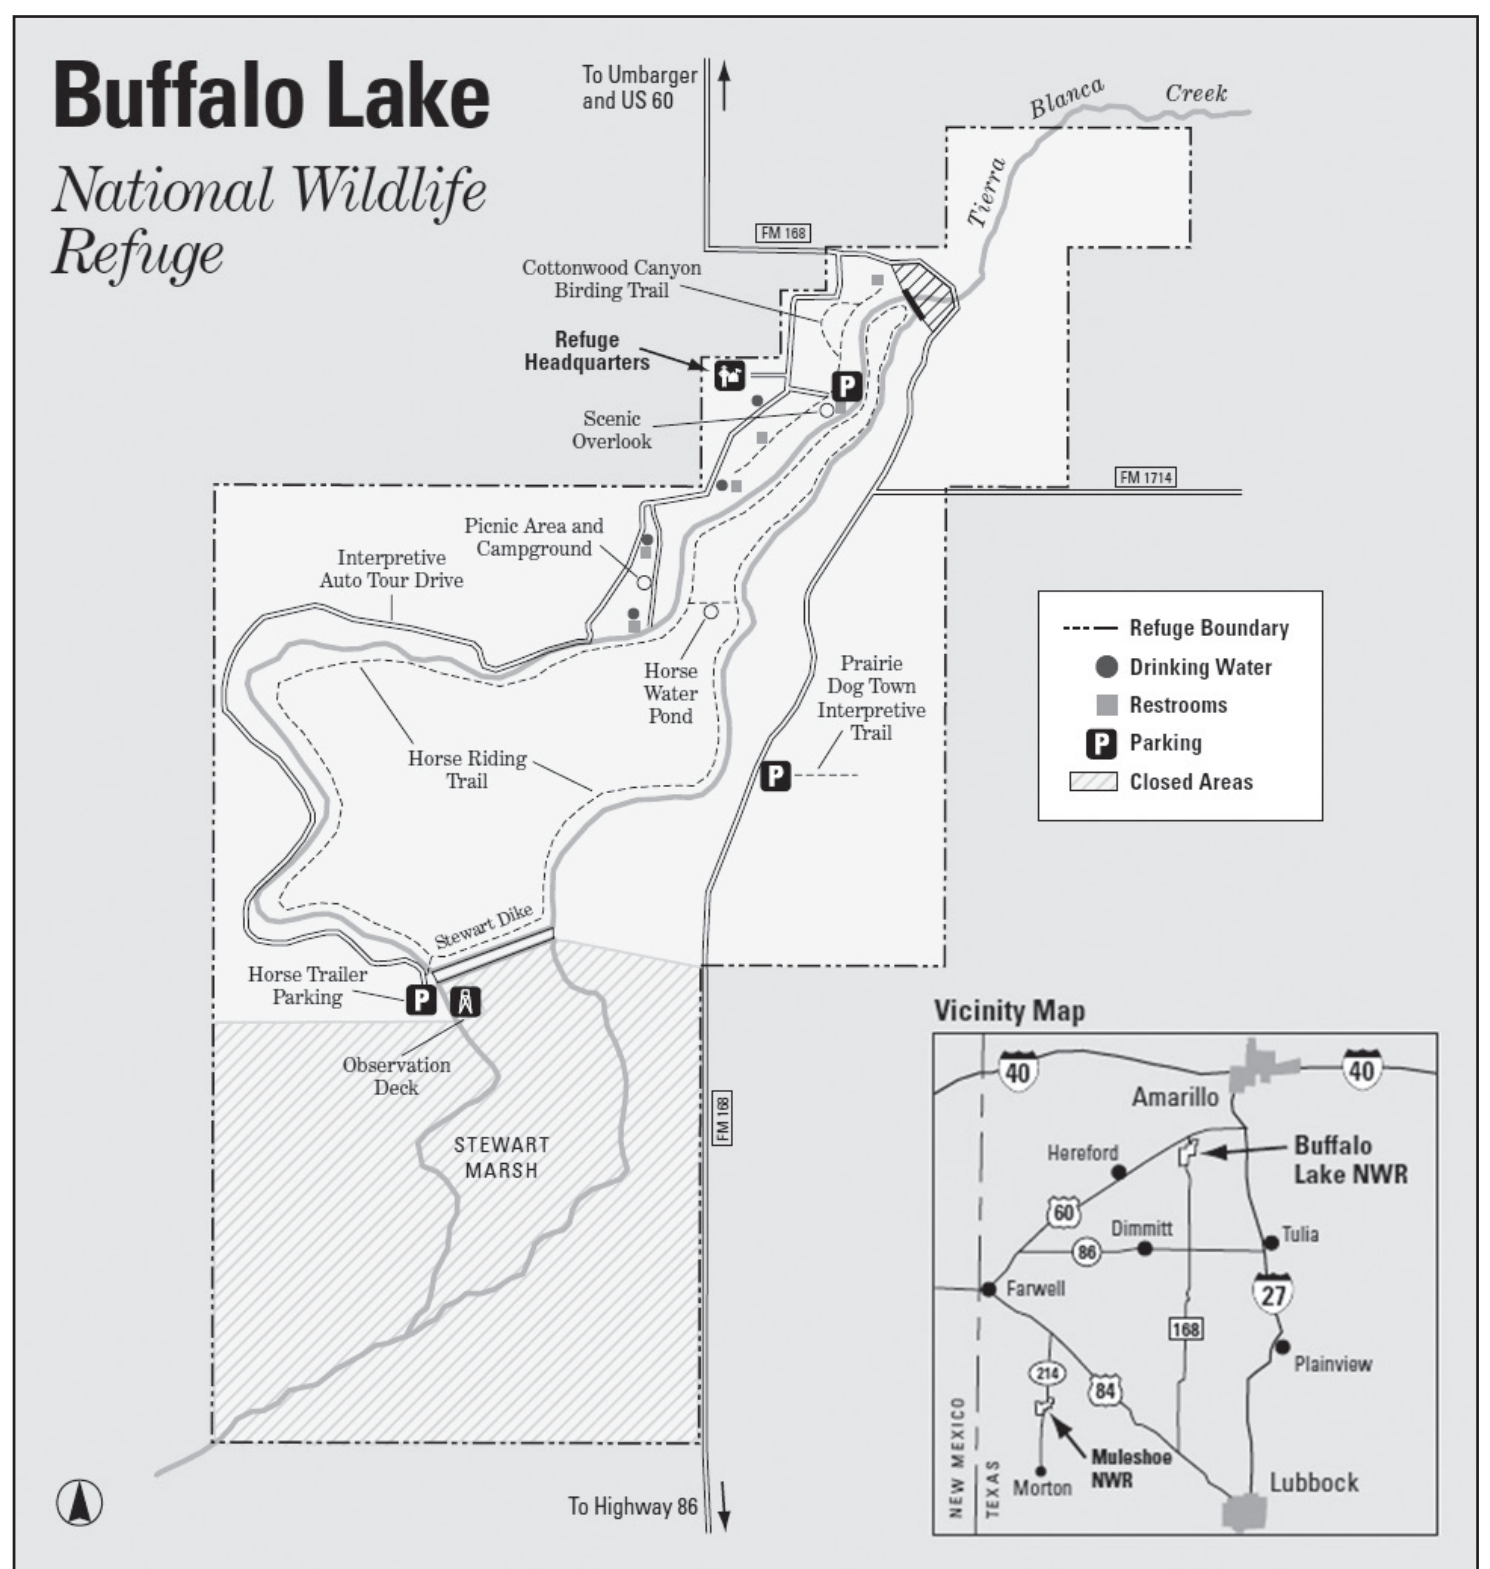 Buffalo Lake
National Wildlife
Refuge
To Umbarger
and US 60
Tierra
Blanca
Creek
FM 168
Cottonwood Canyon
Birding Trail
Refuge
Headquarters
P
Scenic
Overlook
FM 1714
Picnic Area and
Campground
Interpretive
Auto Tour Drive
Horse
Water
Pond
Prairie
Dog Town
Interpretive
Trail
P
Horse Riding
Trail
Refuge Boundary
Drinking Water
Restrooms
P Parking
Closed Areas
Stewart Dike
Horse Trailer
Parking
P
Observation
Deck
STEWART
MARSH
FM 168
To Highway 86
Vicinity Map
40
40
Amarillo
Hereford
Buffalo
Lake NWR
60
Dimmitt
86
Tulia
Farwell
27
168
Plainview
214
84
Muleshoe
NWR
Morton
NEW MEXICO
TEXAS
Lubbock